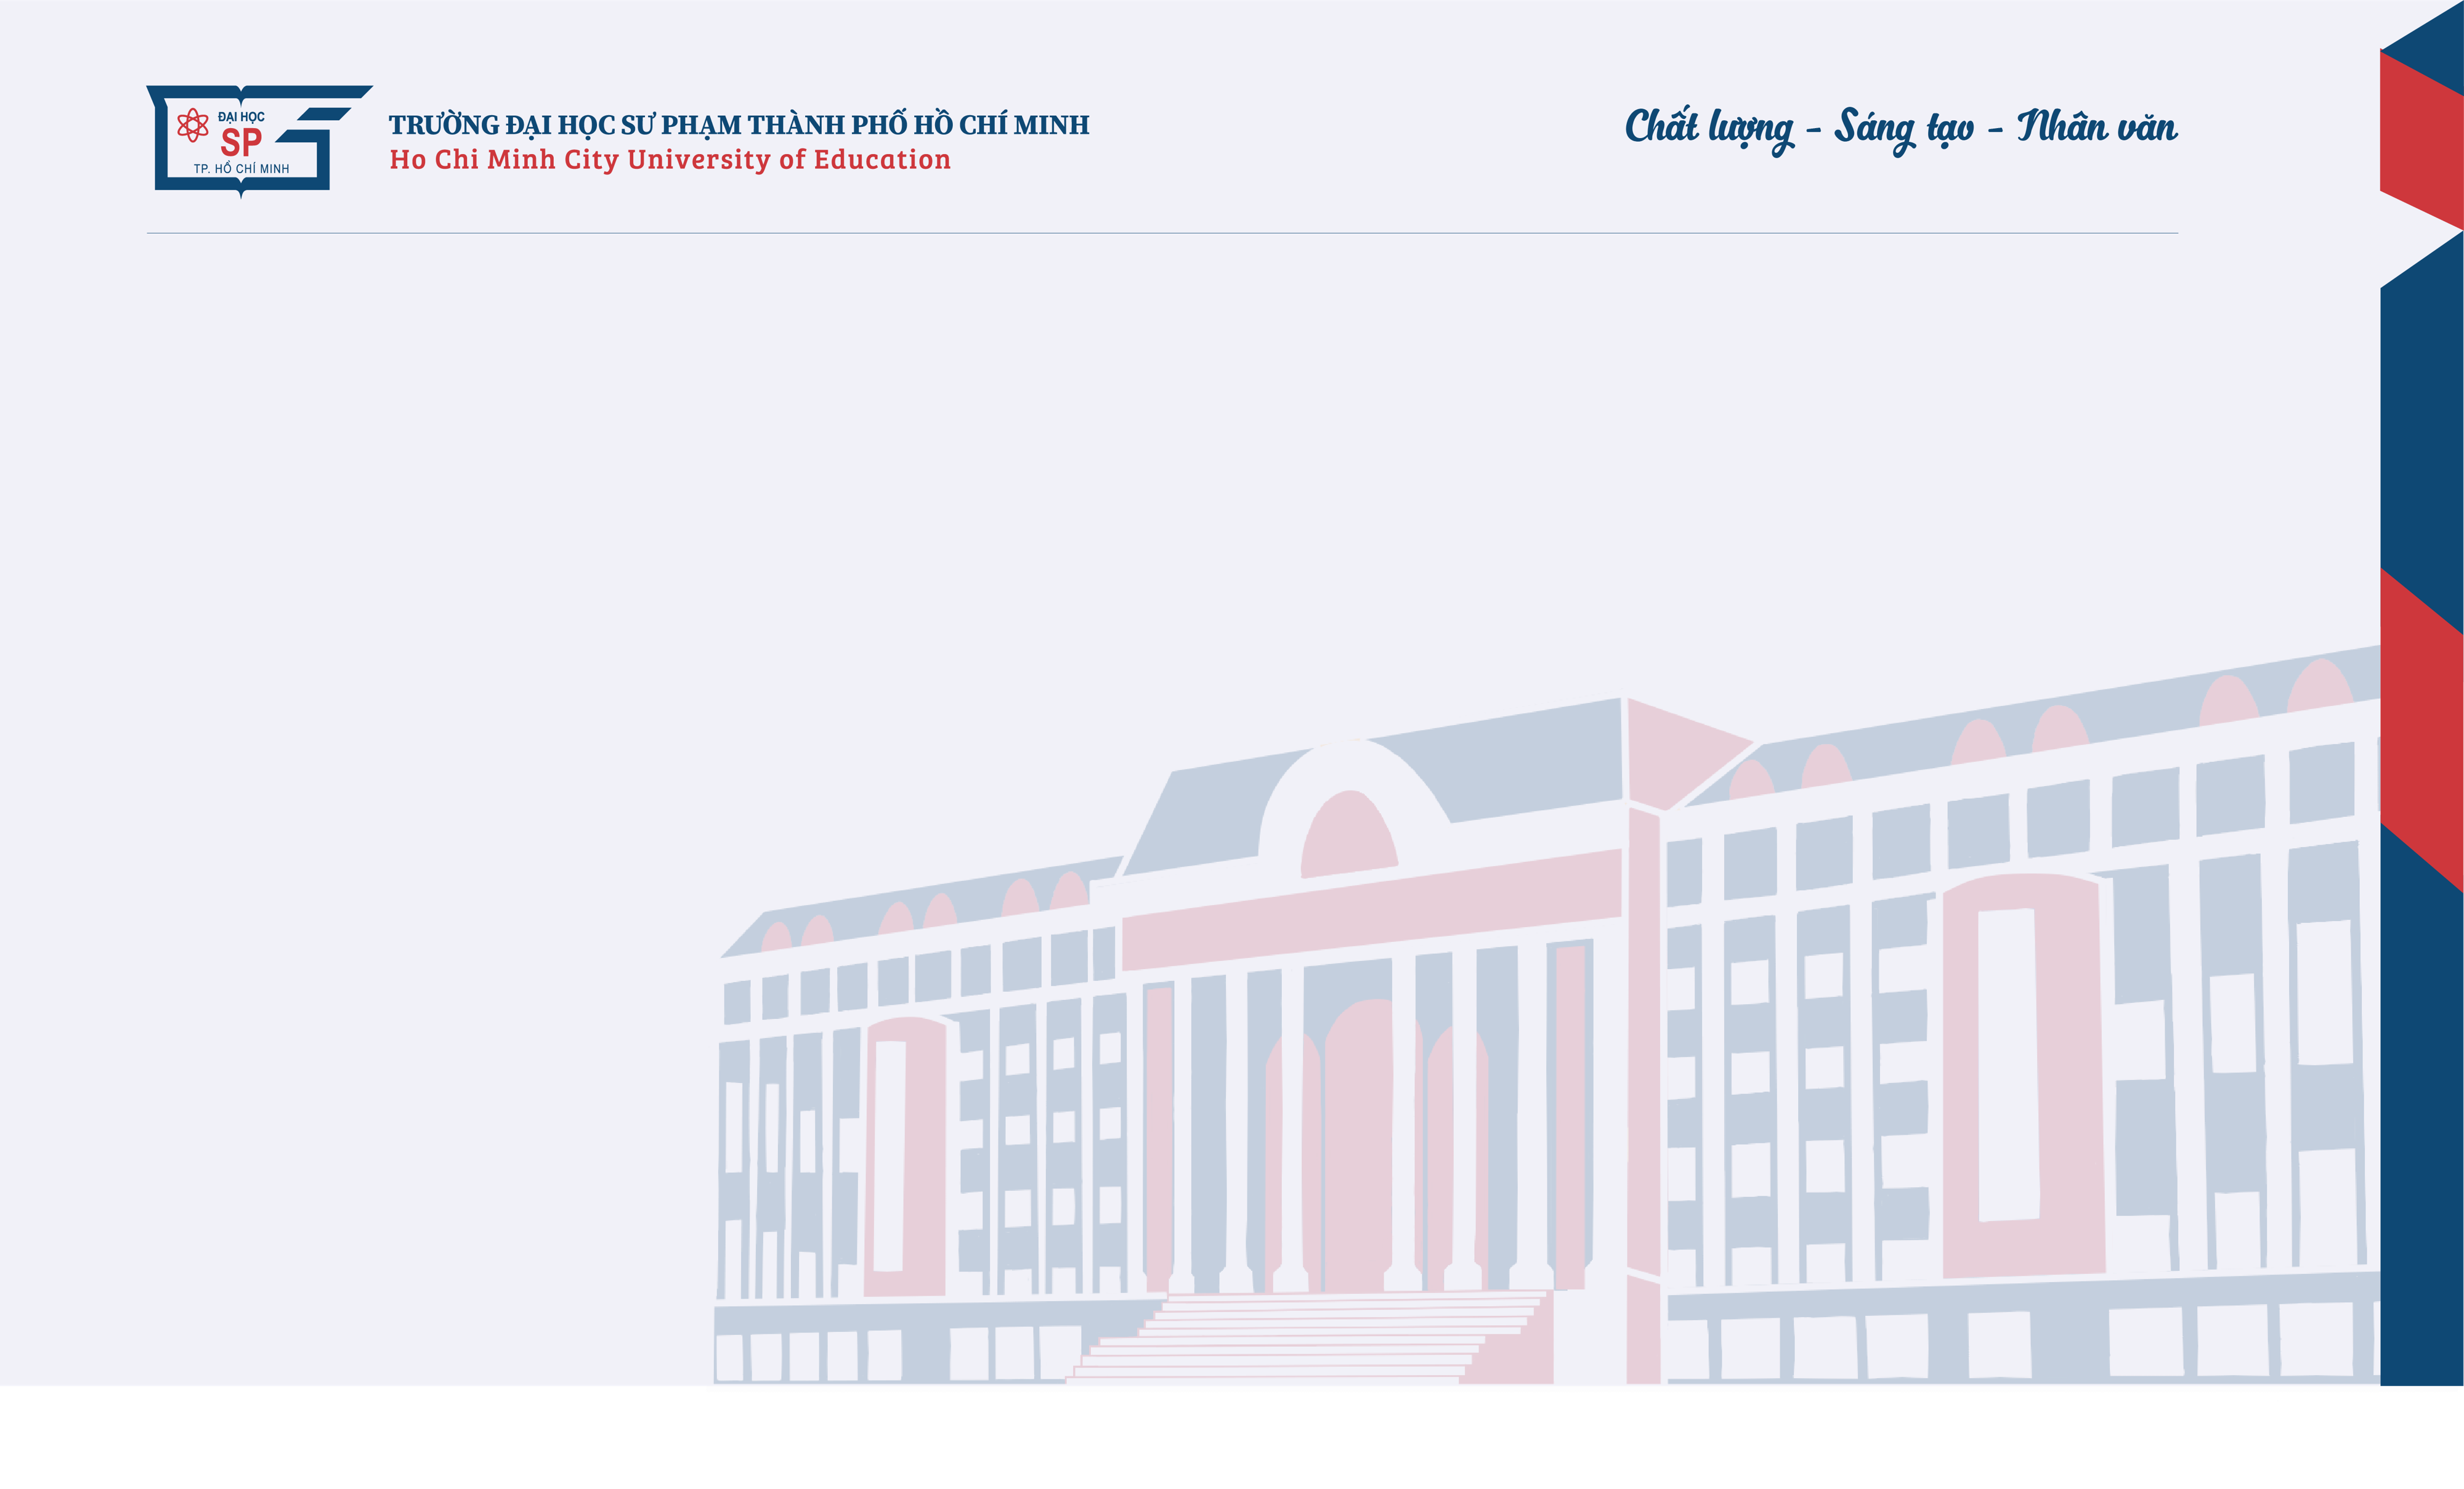 ĐẠI HỌC
SP
TP. HỒ CHÍ MINH
TRƯỜNG ĐẠI HỌC SƯ PHẠM THÀNH PHỐ HỒ CHÍ MINH
Ho Chi Minh City University of Education
Chất lượng - Sáng tạo - Nhân văn